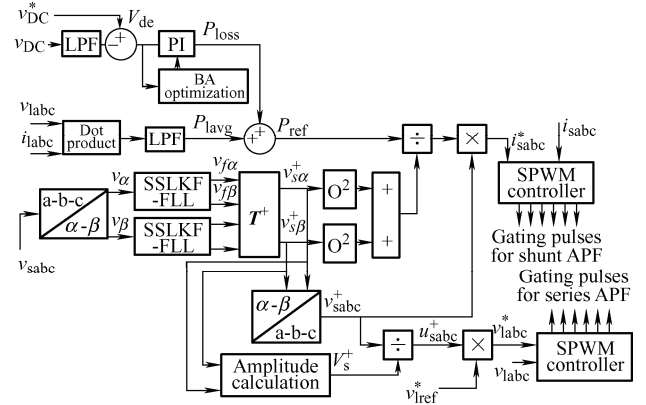 v*DC
Vde
vDC
LPF
−
+
PI
Ploss
BA
optimization
vlabc
ilabc
Dot
product
LPF
Plavg
++
Pref
÷
×
i*sabc
isabc
SPWM
controller
Gating pulses
for shunt APF
a-b-c
α-β
vsabc
vα
vβ
SSLKF
-FLL
SSLKF
-FLL
vfα
vfβ
T+
v+sα
v+sβ
O2
O2
+
+
α-β
a-b-c
v+sabc
Amplitude
calculation
V+s
÷
u+sabc
×
v*lref
v*labc
vlabc
SPWM
controller
Gating pulses
for series APF